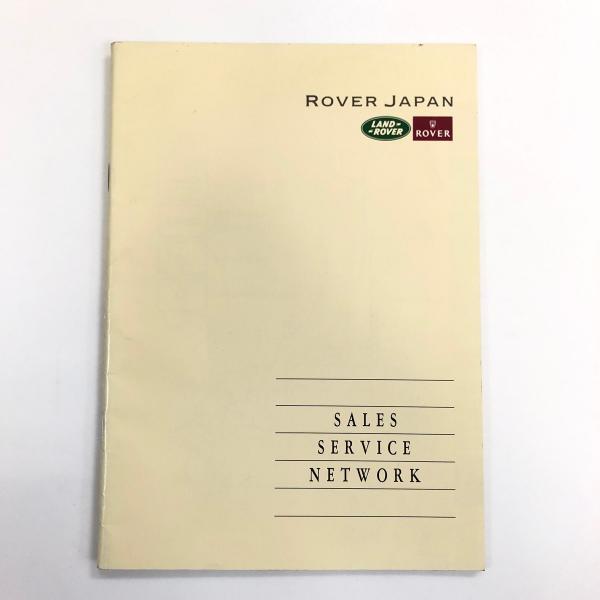 ROVER JAPAN
LAND-
-ROVER
ROVER
SALES
SERVICE
NETWORK